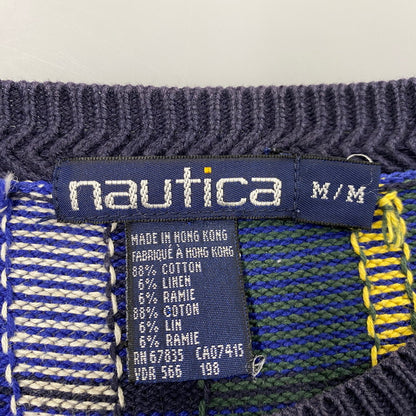 nautica
M/M
MADE IN HONG KONG
FABRIQUÉ À HONG KONG
88% COTTON
6% LINEN
6% RAMIE
88% COTON
6% LIN
6% RAMIE
RN 67835 CA07415
VDR 566 198